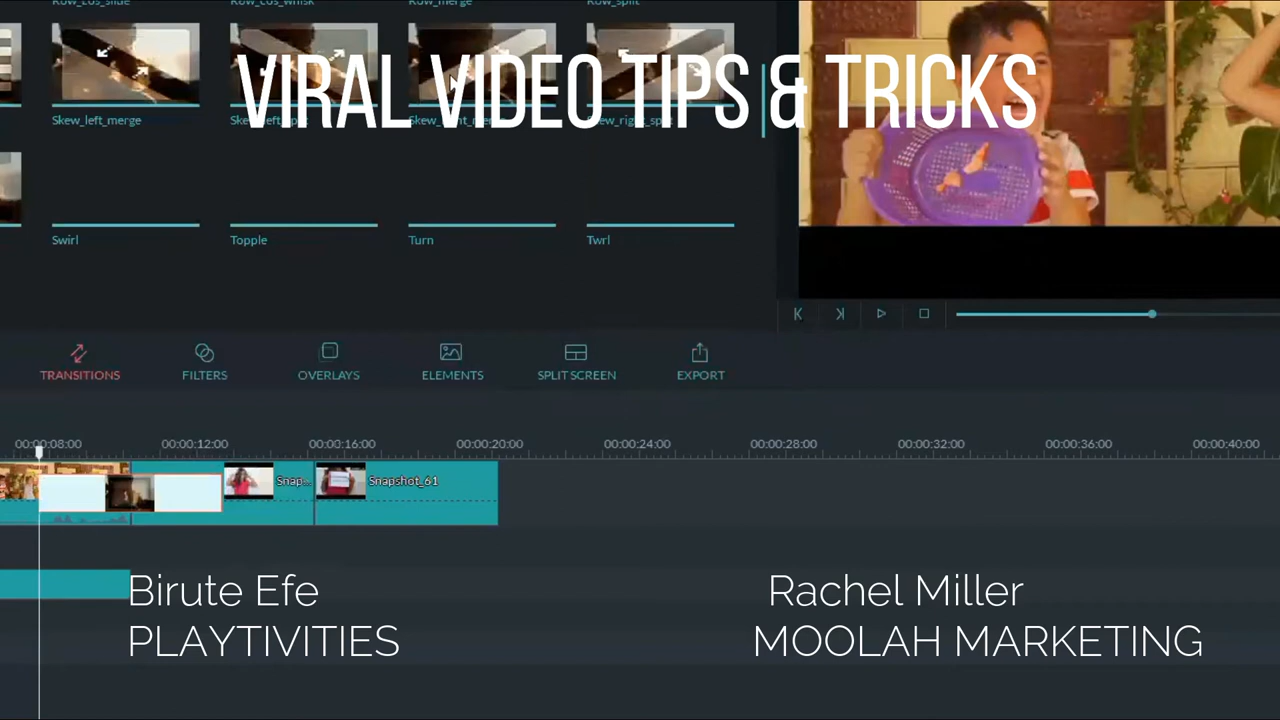 Row_merge
Row_split
VIRAL VIDEO TIPS & TRICKS
Skew_left_merge
Swirl Topple Turn Twrl
TRANSITIONS FILTERS OVERLAYS ELEMENTS SPLIT SCREEN EXPORT
00:00:08:00 00:00:12:00 00:00:16:00 00:00:20:00 00:00:24:00 00:00:28:00 00:00:32:00 00:00:36:00 00:00:40:00
Snap... Snapshot_61
Birute Efe
PLAYTIVITIES
Rachel Miller
MOOLAH MARKETING